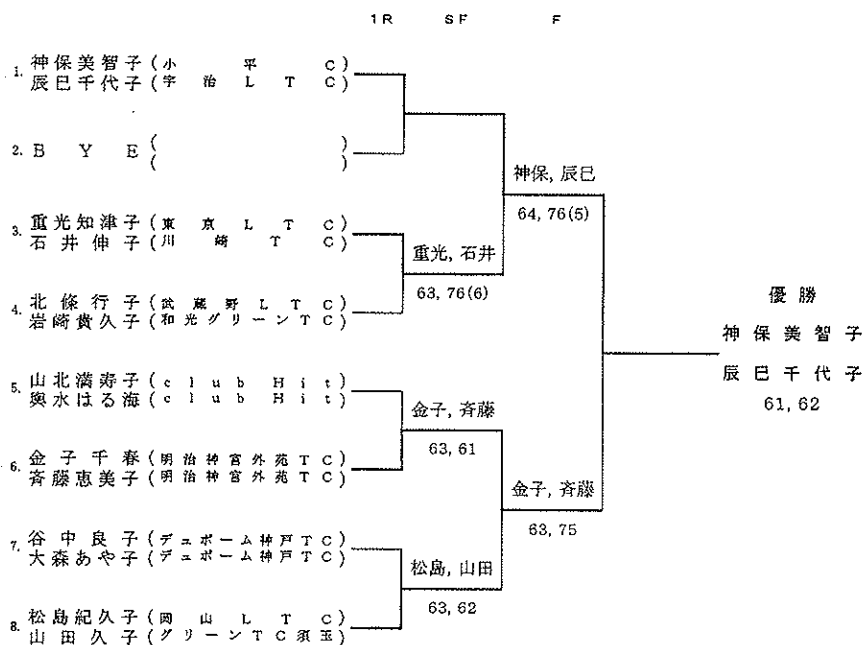 1R SF F
1. 神保美智子(小平C)
辰巳千代子(宇治LTC)
2. BYE( )
( )
神保, 辰巳
64, 76(5)
3. 重光知津子(東京LTC)
石井伸子(川崎TC)
重光, 石井
63, 76(6)
4. 北條行子(武蔵野LTC)
岩崎貴久子(和光グリーンTC)
優勝
神保美智子
辰巳千代子
61, 62
5. 山北満寿子(club Hit)
輿水はる海(club Hit)
金子, 斉藤
63, 61
6. 金子千春(明治神宮外苑TC)
斉藤恵美子(明治神宮外苑TC)
金子, 斉藤
63, 75
7. 谷中良子(デュポーム神戸TC)
大森あや子(デュポーム神戸TC)
松島, 山田
63, 62
8. 松島紀久子(岡山LTC)
山田久子(グリーンTC須玉)